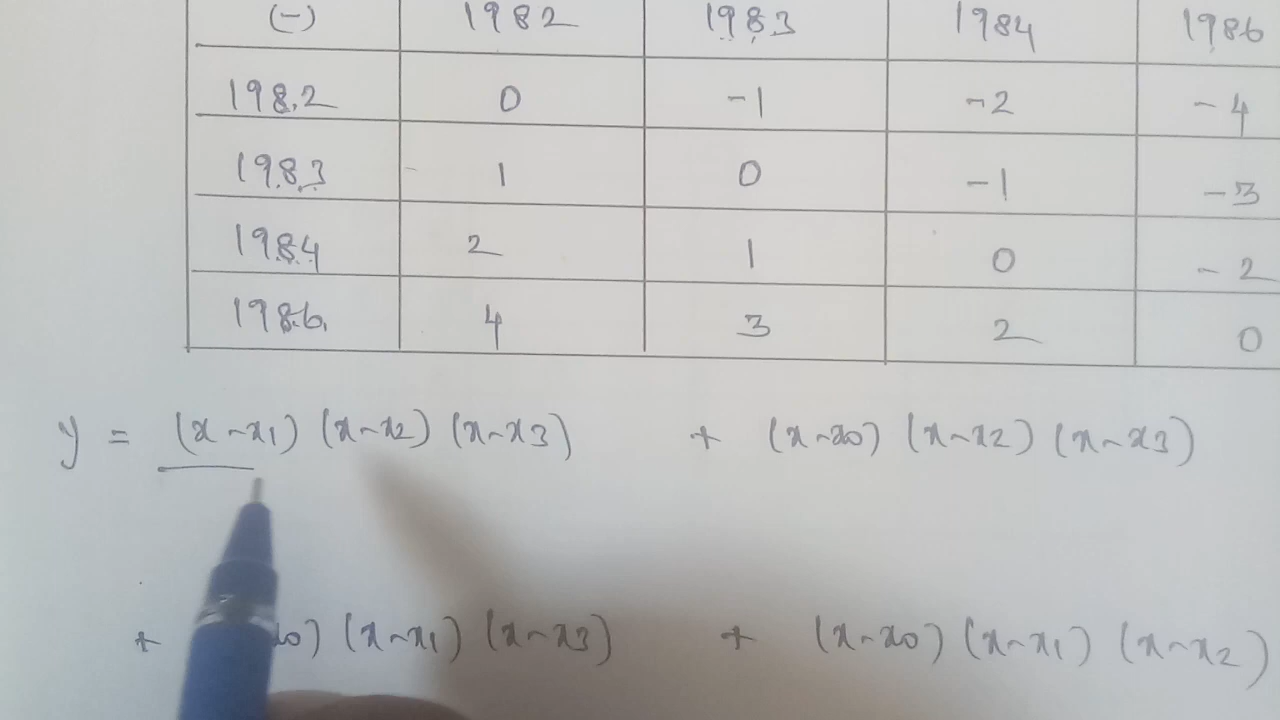 (-) 1982 1983 1984 1986
1982 0 -1 -2 -4
1983 1 0 -1 -3
1984 2 1 0 -2
1986 4 3 2 0
y = (x-x1) (x-x2) (x-x3) + (x-x0) (x-x2) (x-x3)
+ x0) (x-x1) (x-x3) + (x-x0) (x-x1) (x-x2)